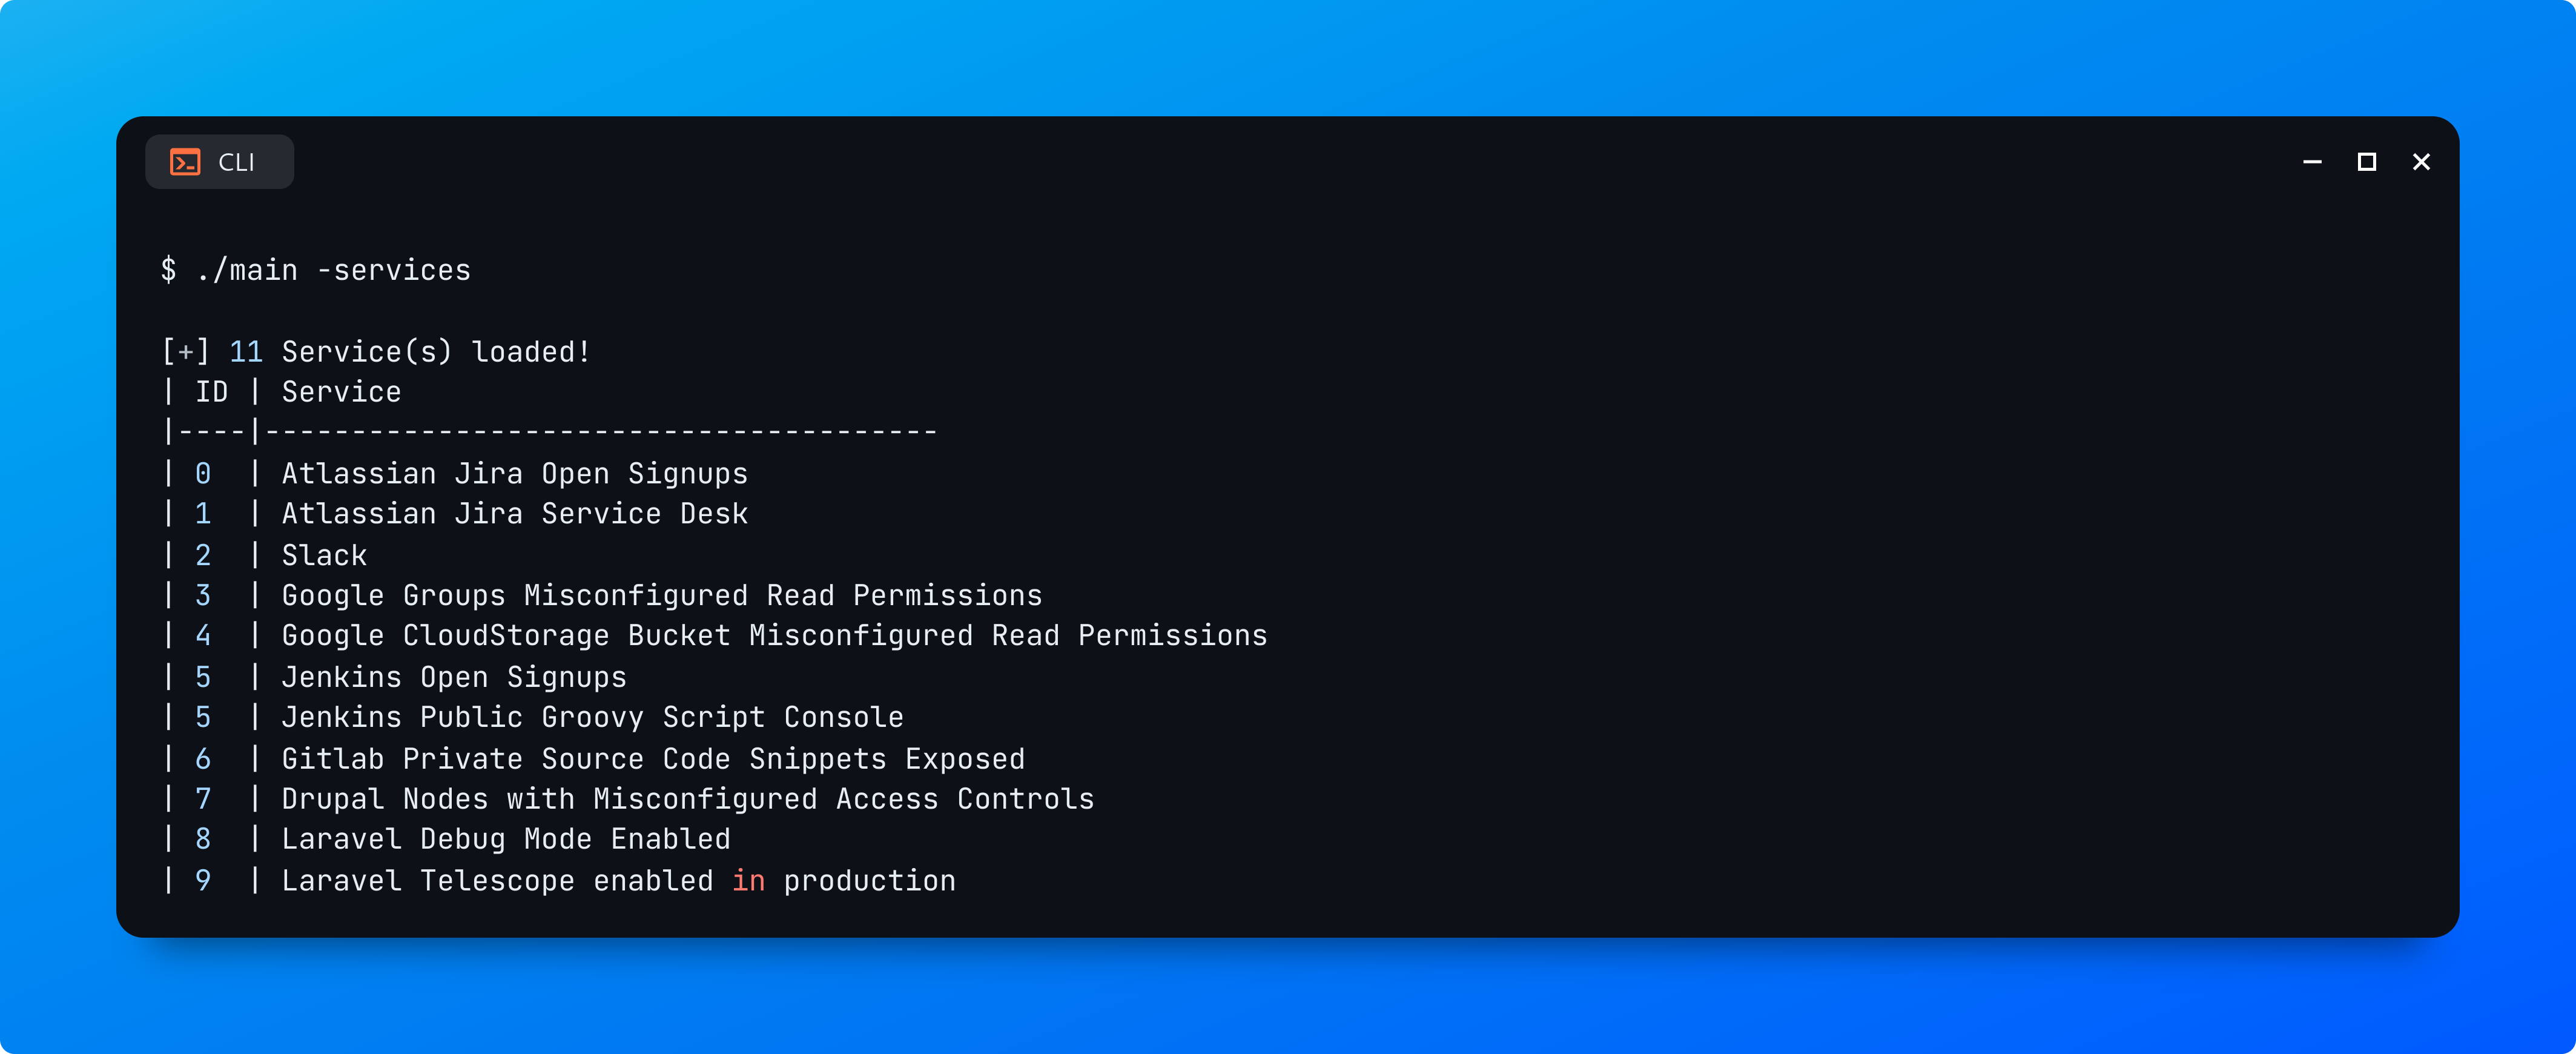 CLI
$ ./main -services
[+] 11 Service(s) loaded!
| ID | Service
|----|---------------------------------------
| 0  | Atlassian Jira Open Signups
| 1  | Atlassian Jira Service Desk
| 2  | Slack
| 3  | Google Groups Misconfigured Read Permissions
| 4  | Google CloudStorage Bucket Misconfigured Read Permissions
| 5  | Jenkins Open Signups
| 5  | Jenkins Public Groovy Script Console
| 6  | Gitlab Private Source Code Snippets Exposed
| 7  | Drupal Nodes with Misconfigured Access Controls
| 8  | Laravel Debug Mode Enabled
| 9  | Laravel Telescope enabled in production